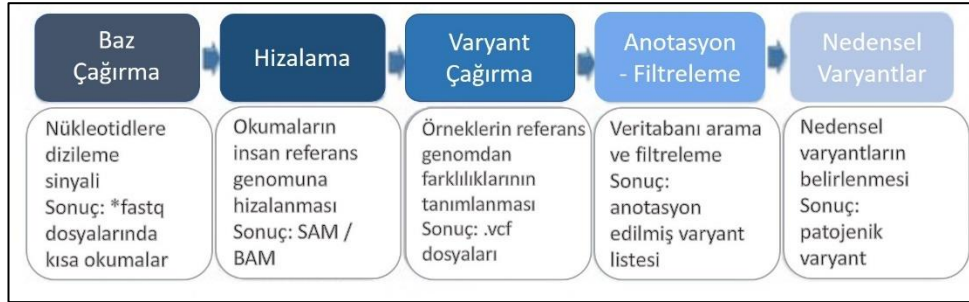 Baz
Çağırma
Hizalama
Varyant
Çağırma
Anotasyon
- Filtreleme
Nedensel
Varyantlar
Nükleotidlere
dizileme
sinyali
Sonuç: *fastq
dosyalarında
kısa okumalar
Okumaların
insan referans
genomuna
hizalanması
Sonuç: SAM /
BAM
Örneklerin referans
genomdan
farklılıklarının
tanımlanması
Sonuç: .vcf
dosyaları
Veritabanı arama
ve filtreleme
Sonuç:
anotasyon
edilmiş varyant
listesi
Nedensel
varyantların
belirlenmesi
Sonuç:
patojenik
varyant